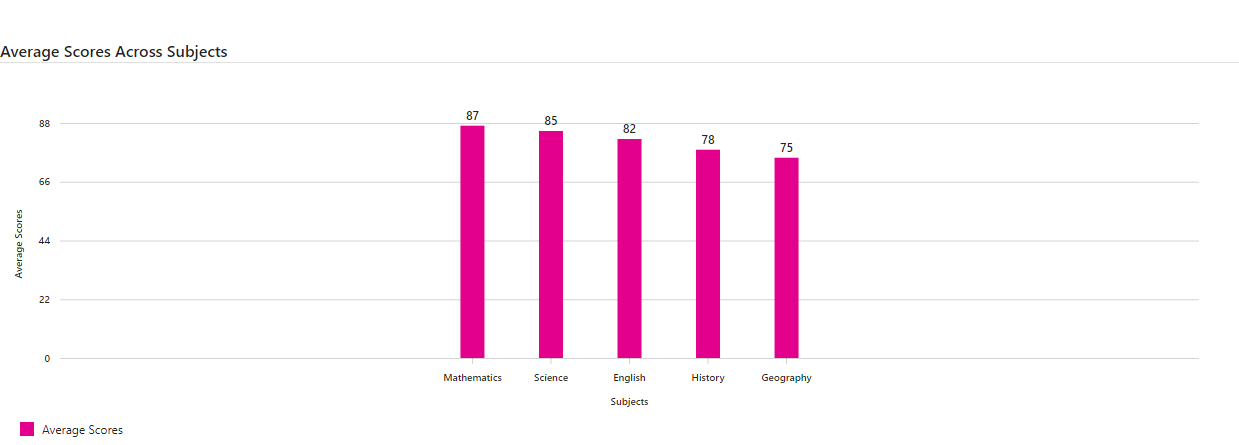 Average Scores Across Subjects
87
85
82
78
75
88
66
44
22
0
Average Scores
Mathematics Science English History Geography
Subjects
Average Scores